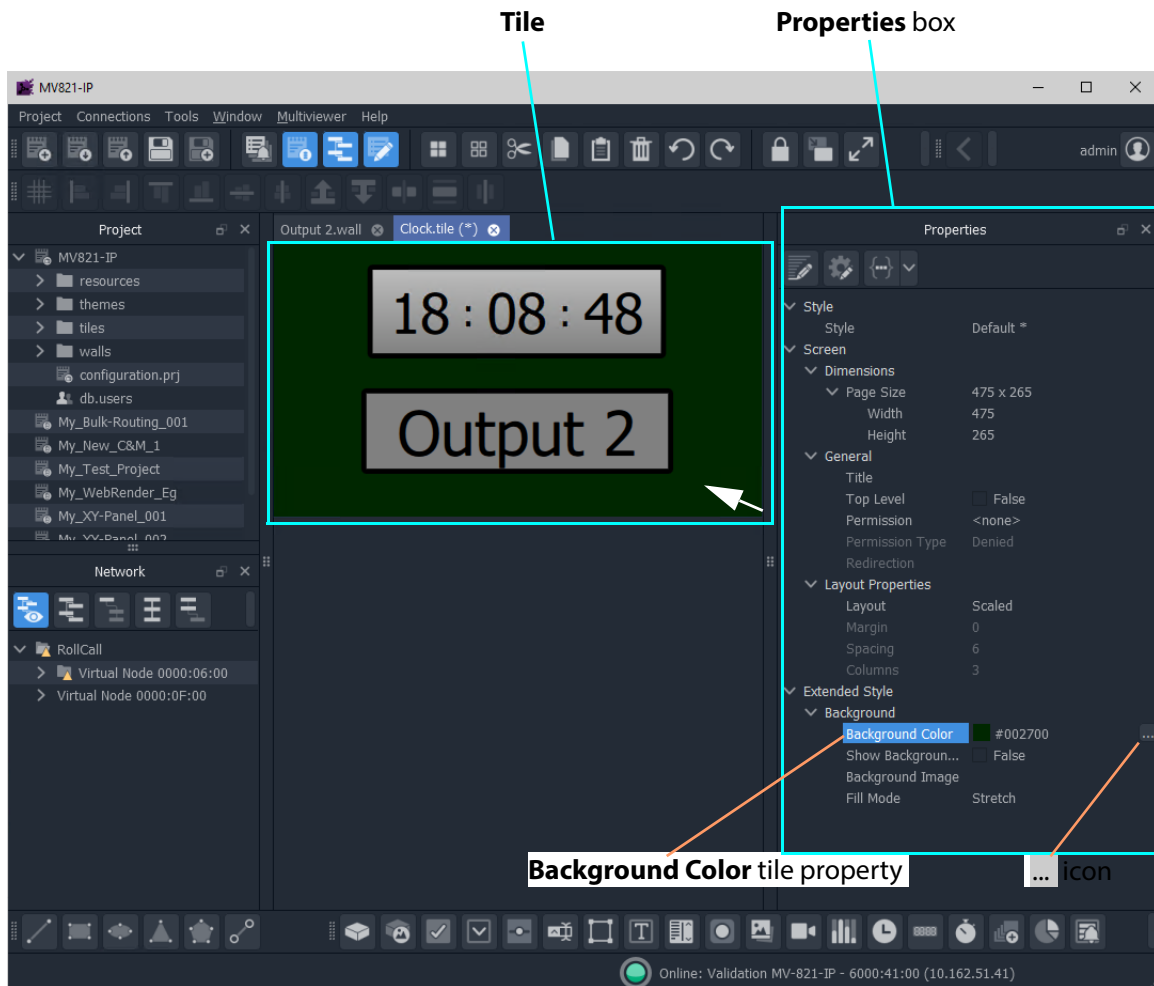 Tile
Properties box
MV821-IP
Project Connections Tools Window Multiviewer Help
admin
Project
MV821-IP
resources
themes
tiles
walls
configuration.prj
db.users
My_Bulk-Routing_001
My_New_C&M_1
My_Test_Project
My_WebRender_Eg
My_XY-Panel_001
My_XY-Panel_002
Network
RollCall
Virtual Node 0000:06:00
Virtual Node 0000:0F:00
Output 2.wall
Clock.tile (*)
18 : 08 : 48
Output 2
Properties
Style
Style Default *
Screen
Dimensions
Page Size 475 x 265
Width 475
Height 265
General
Title
Top Level False
Permission <none>
Permission Type Denied
Redirection
Layout Properties
Layout Scaled
Margin 0
Spacing 6
Columns 3
Extended Style
Background
Background Color #002700 ...
Show Backgroun... False
Background Image
Fill Mode Stretch
Background Color tile property
... icon
Online: Validation MV-821-IP - 6000:41:00 (10.162.51.41)